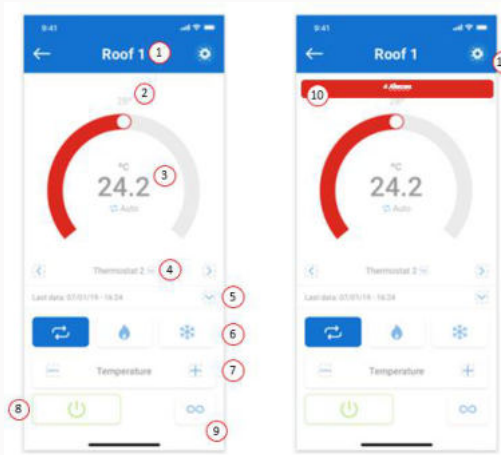 9:41
Roof 1
1
2
°C
24.2
3
Auto
Thermostat 2
4
Last data: 07/01/19 - 16:24
5
6
Temperature
7
8
9
9:41
Roof 1
10
°C
24.2
Auto
Thermostat 2
Last data: 07/01/19 - 16:24
Temperature